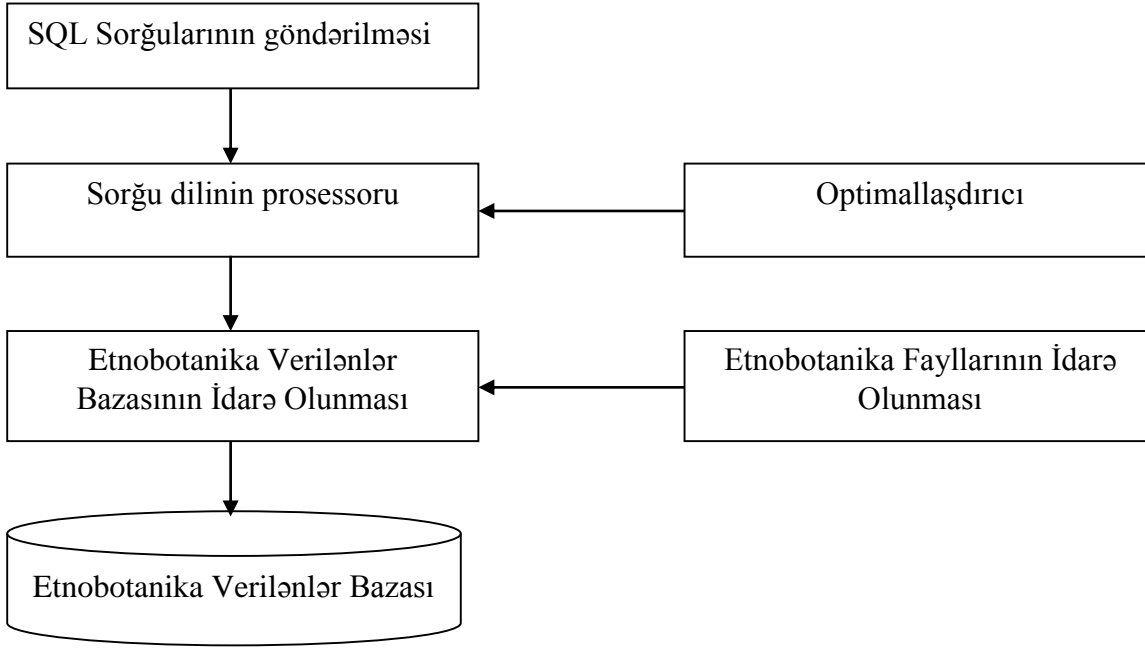 SQL Sorğularının göndərilməsi
Sorğu dilinin prosessoru
Optimallaşdırıcı
Etnobotanika Verilənlər
Bazasının İdarə Olunması
Etnobotanika Fayllarının İdarə
Olunması
Etnobotanika Verilənlər Bazası